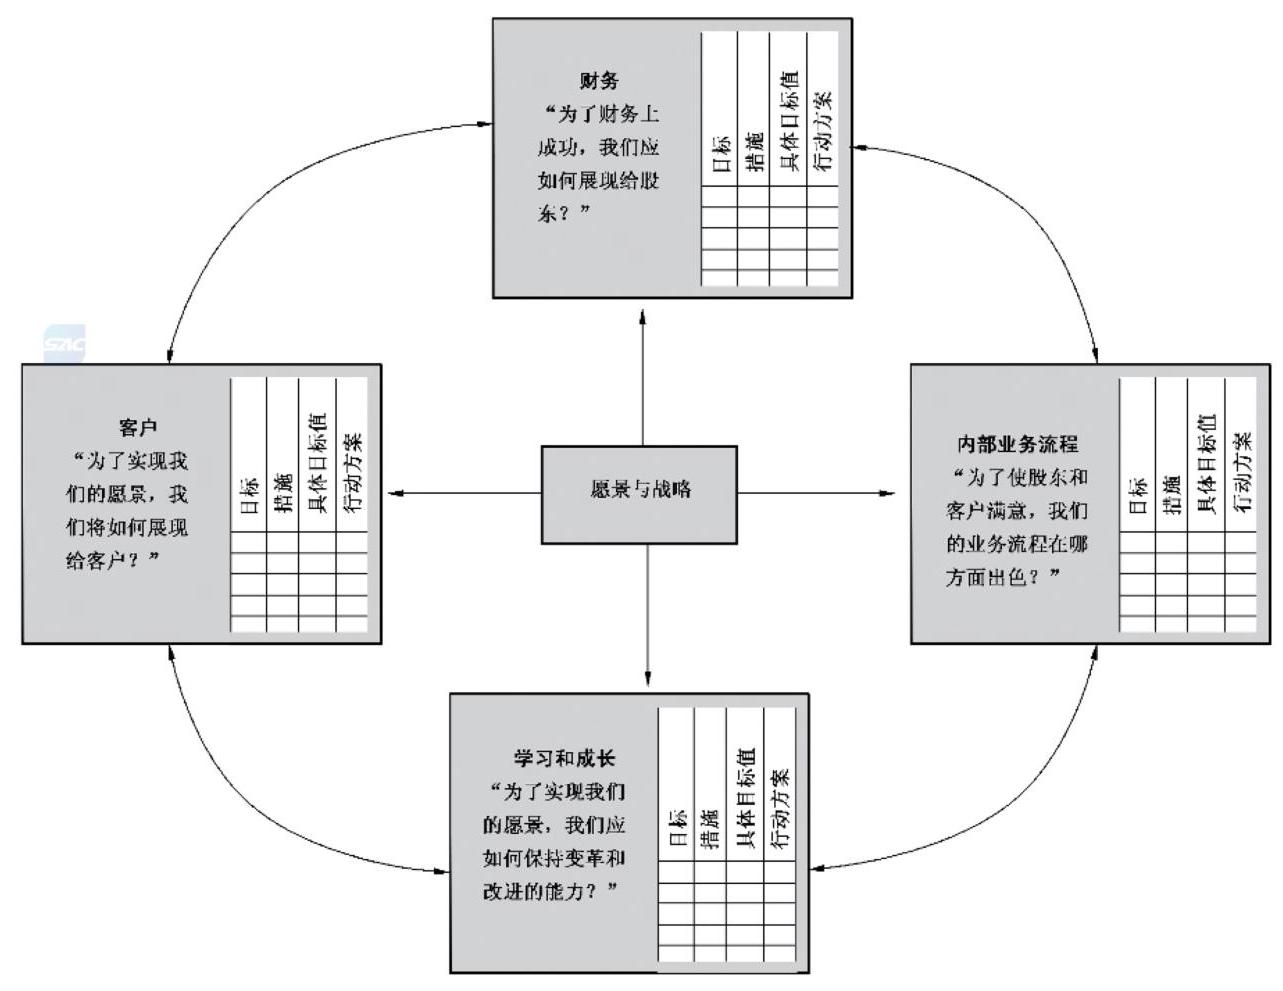 财务
“为了财务上
成功，我们应
如何展现给股
东？”
目标
措施
具体目标值
行动方案
SAC
客户
“为了实现我
们的愿景，我
们将如何展现
给客户？”
目标
措施
具体目标值
行动方案
愿景与战略
内部业务流程
“为了使股东和
客户满意，我们
的业务流程在哪
方面出色？”
目标
措施
具体目标值
行动方案
学习和成长
“为了实现我们
的愿景，我们应
如何保持变革和
改进的能力？”
目标
措施
具体目标值
行动方案